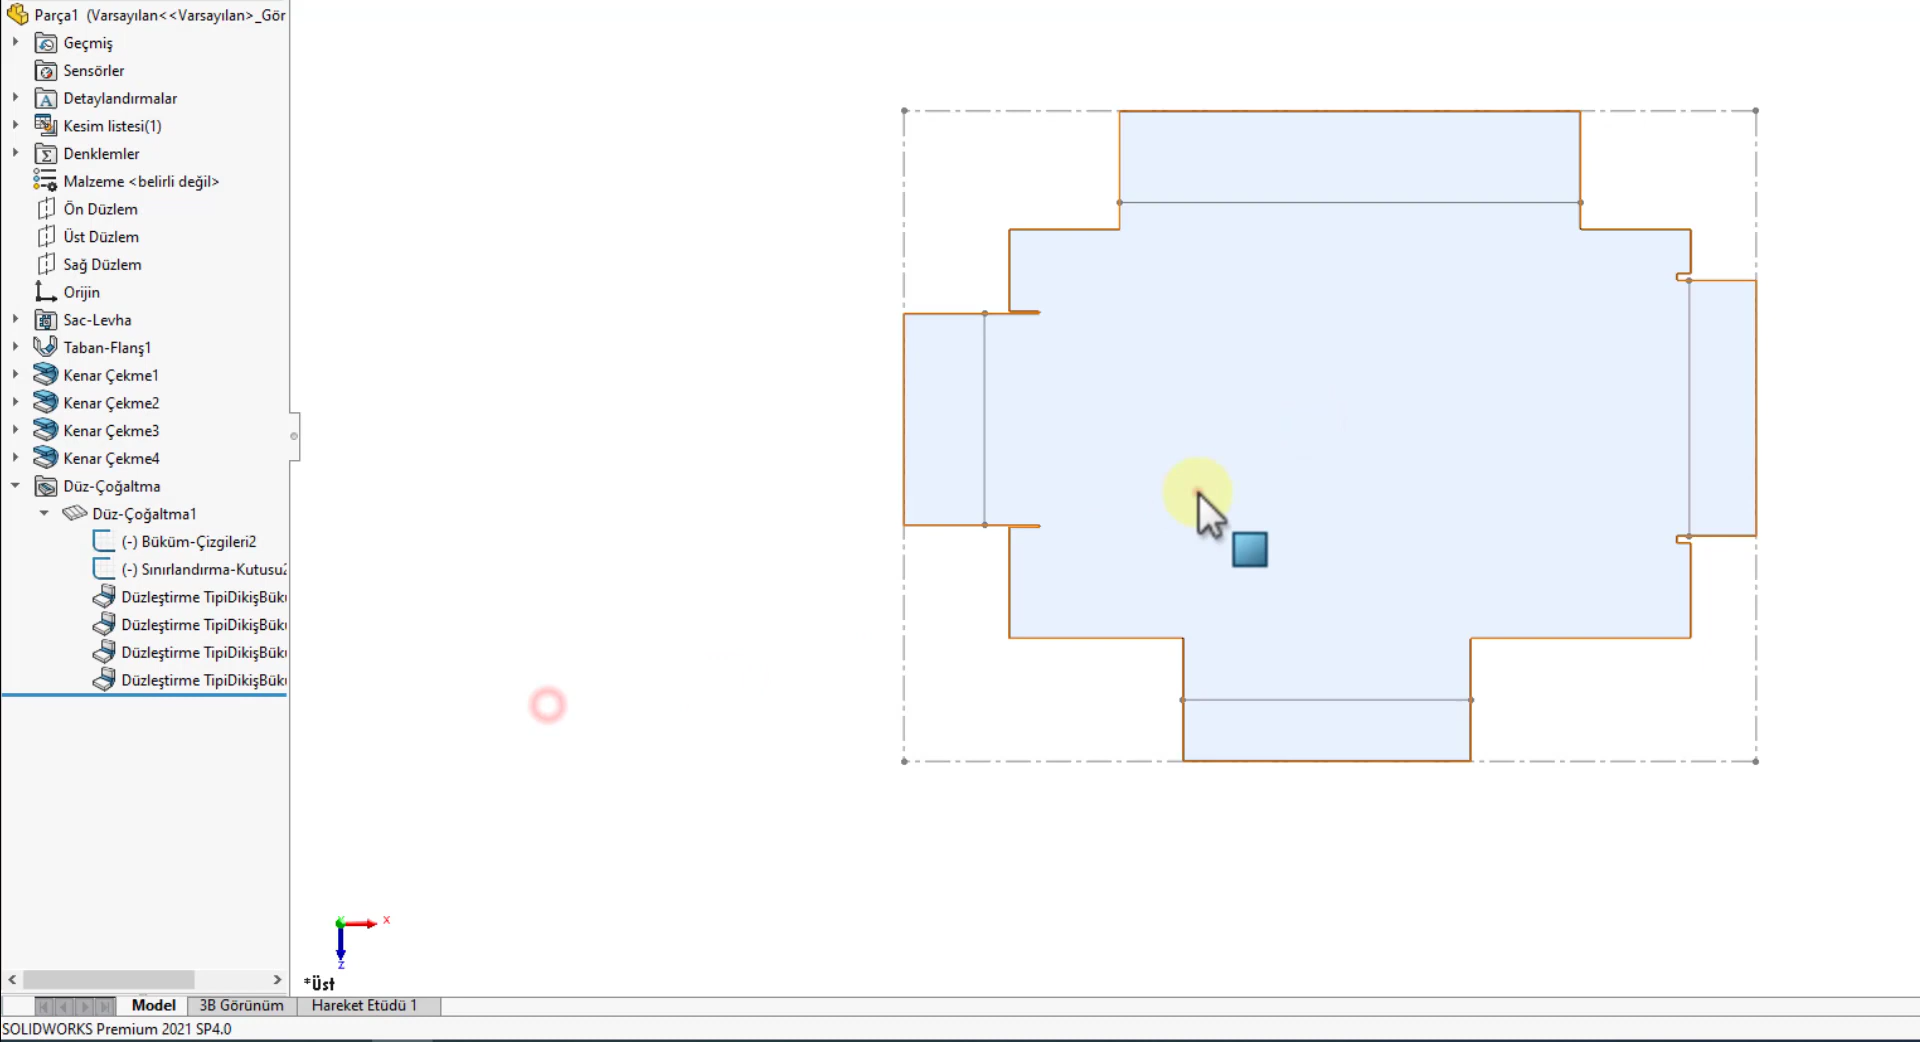 Parça1 (Varsayılan<<Varsayılan>_Gör
Geçmiş
Sensörler
Detaylandırmalar
Kesim listesi(1)
Denklemler
Malzeme <belirli değil>
Ön Düzlem
Üst Düzlem
Sağ Düzlem
Orijin
Sac-Levha
Taban-Flanş1
Kenar Çekme1
Kenar Çekme2
Kenar Çekme3
Kenar Çekme4
Düz-Çoğaltma
Düz-Çoğaltma1
(-) Büküm-Çizgileri2
(-) Sınırlandırma-Kutusu2
Düzleştirme TipiDikişBükü
Düzleştirme TipiDikişBükü
Düzleştirme TipiDikişBükü
Düzleştirme TipiDikişBükü
x
z
*Üst
Model 3B Görünüm Hareket Etüdü 1
SOLIDWORKS Premium 2021 SP4.0